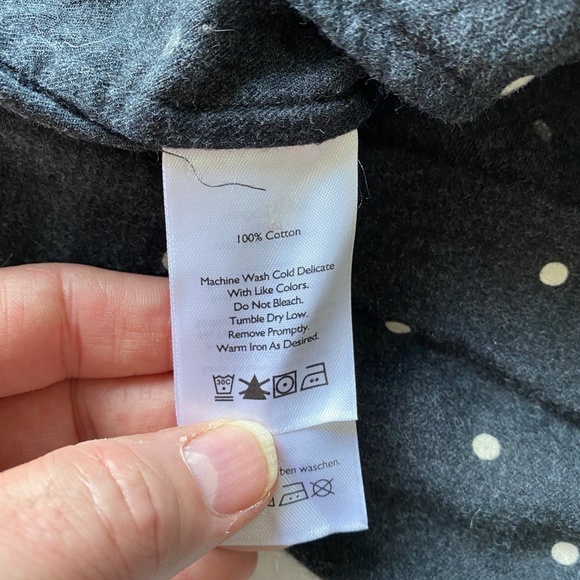 100% Cotton
Machine Wash Cold Delicate
With Like Colors.
Do Not Bleach.
Tumble Dry Low.
Remove Promptly.
Warm Iron As Desired.
30C
ben waschen.